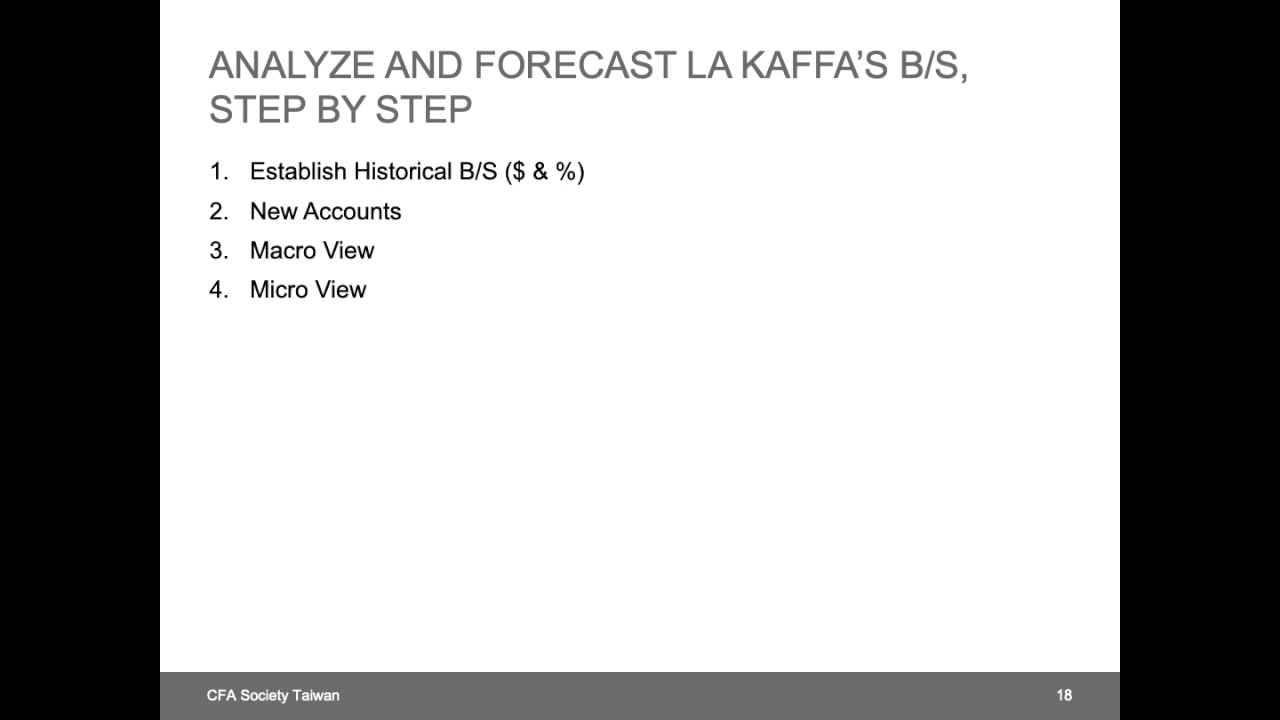 ANALYZE AND FORECAST LA KAFFA’S B/S,
STEP BY STEP
1. Establish Historical B/S ($ & %)
2. New Accounts
3. Macro View
4. Micro View
CFA Society Taiwan
18